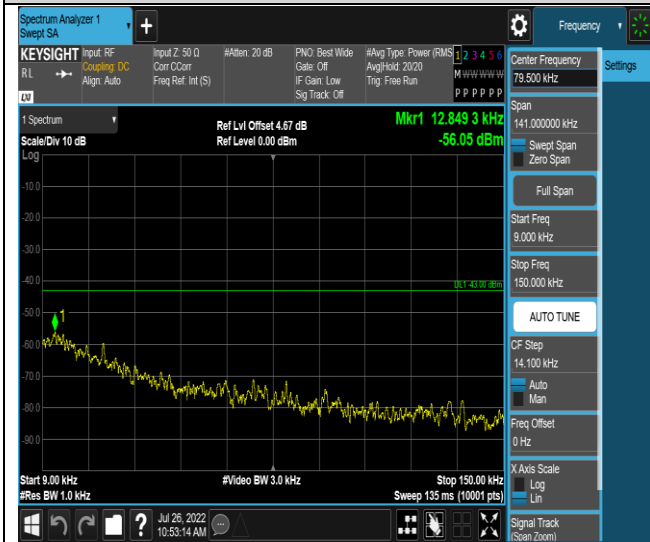 Spectrum Analyzer 1
Swept SA
+
Frequency
KEYSIGHT
RL
LXI
Input: RF
Coupling: DC
Align: Auto
Input Z: 50 Ω
Corr CCorr
Freq Ref: Int (S)
#Atten: 20 dB
PNO: Best Wide
Gate: Off
IF Gain: Low
Sig Track: Off
#Avg Type: Power (RMS
Avg|Hold: 20/20
Trig: Free Run
1 2 3 4 5 6
M W W W W W
P P P P P P
1 Spectrum
Scale/Div 10 dB
Log
Ref Lvl Offset 4.67 dB
Ref Level 0.00 dBm
Mkr1 12.849 3 kHz
-56.05 dBm
-10.0
-20.0
-30.0
-40.0
DL1 -43.00 dBm
-50.0
1
-60.0
-70.0
-80.0
-90.0
Start 9.00 kHz
#Res BW 1.0 kHz
#Video BW 3.0 kHz
Stop 150.00 kHz
Sweep 135 ms (10001 pts)
?
Jul 26, 2022
10:53:14 AM
Center Frequency
79.500 kHz
Settings
Span
141.000000 kHz
Swept Span
Zero Span
Full Span
Start Freq
9.000 kHz
Stop Freq
150.000 kHz
AUTO TUNE
CF Step
14.100 kHz
Auto
Man
Freq Offset
0 Hz
X Axis Scale
Log
Lin
Signal Track
(Span Zoom)